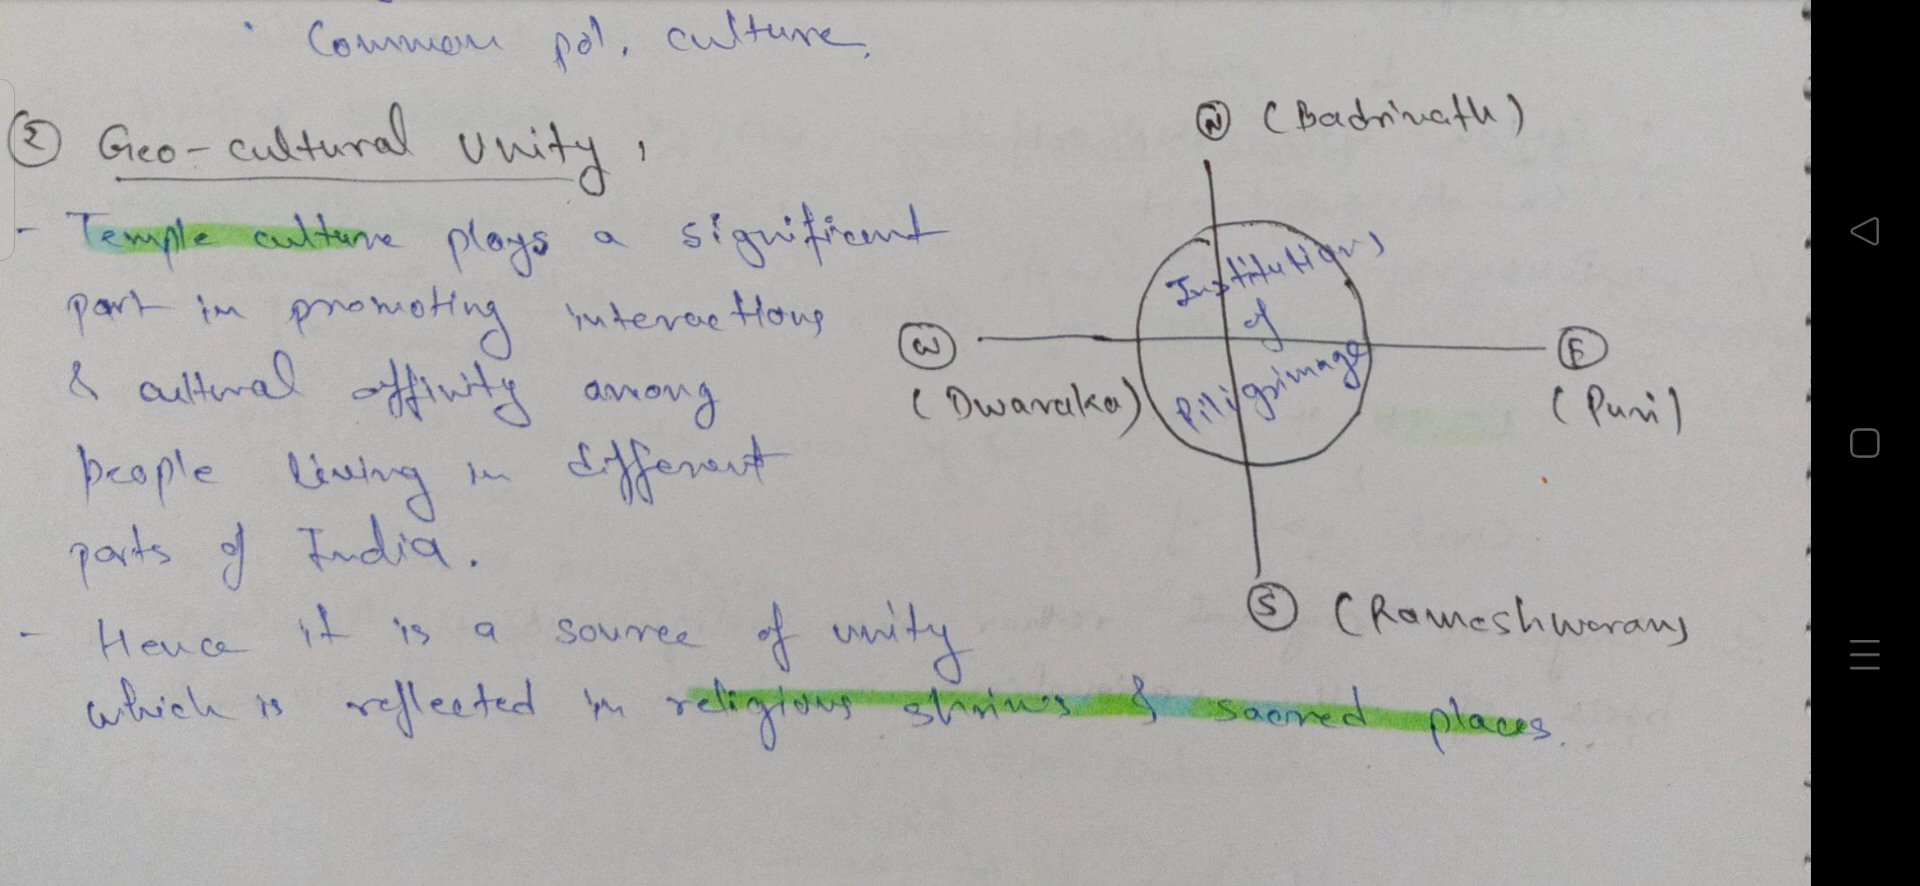 · Common pol. culture.
② Geo-cultural Unity,
- Temple culture plays a significant
part in promoting interactions
& cultural affinity among
people living in different
parts of India.
- Hence it is a source of unity
which is reflected in religious shrines & sacred places.
Ⓝ (Badrinath)
Institutions
of
Piligrimage
Ⓦ
(Dwaraka)
Ⓔ
(Puri)
Ⓢ (Rameshwaram)